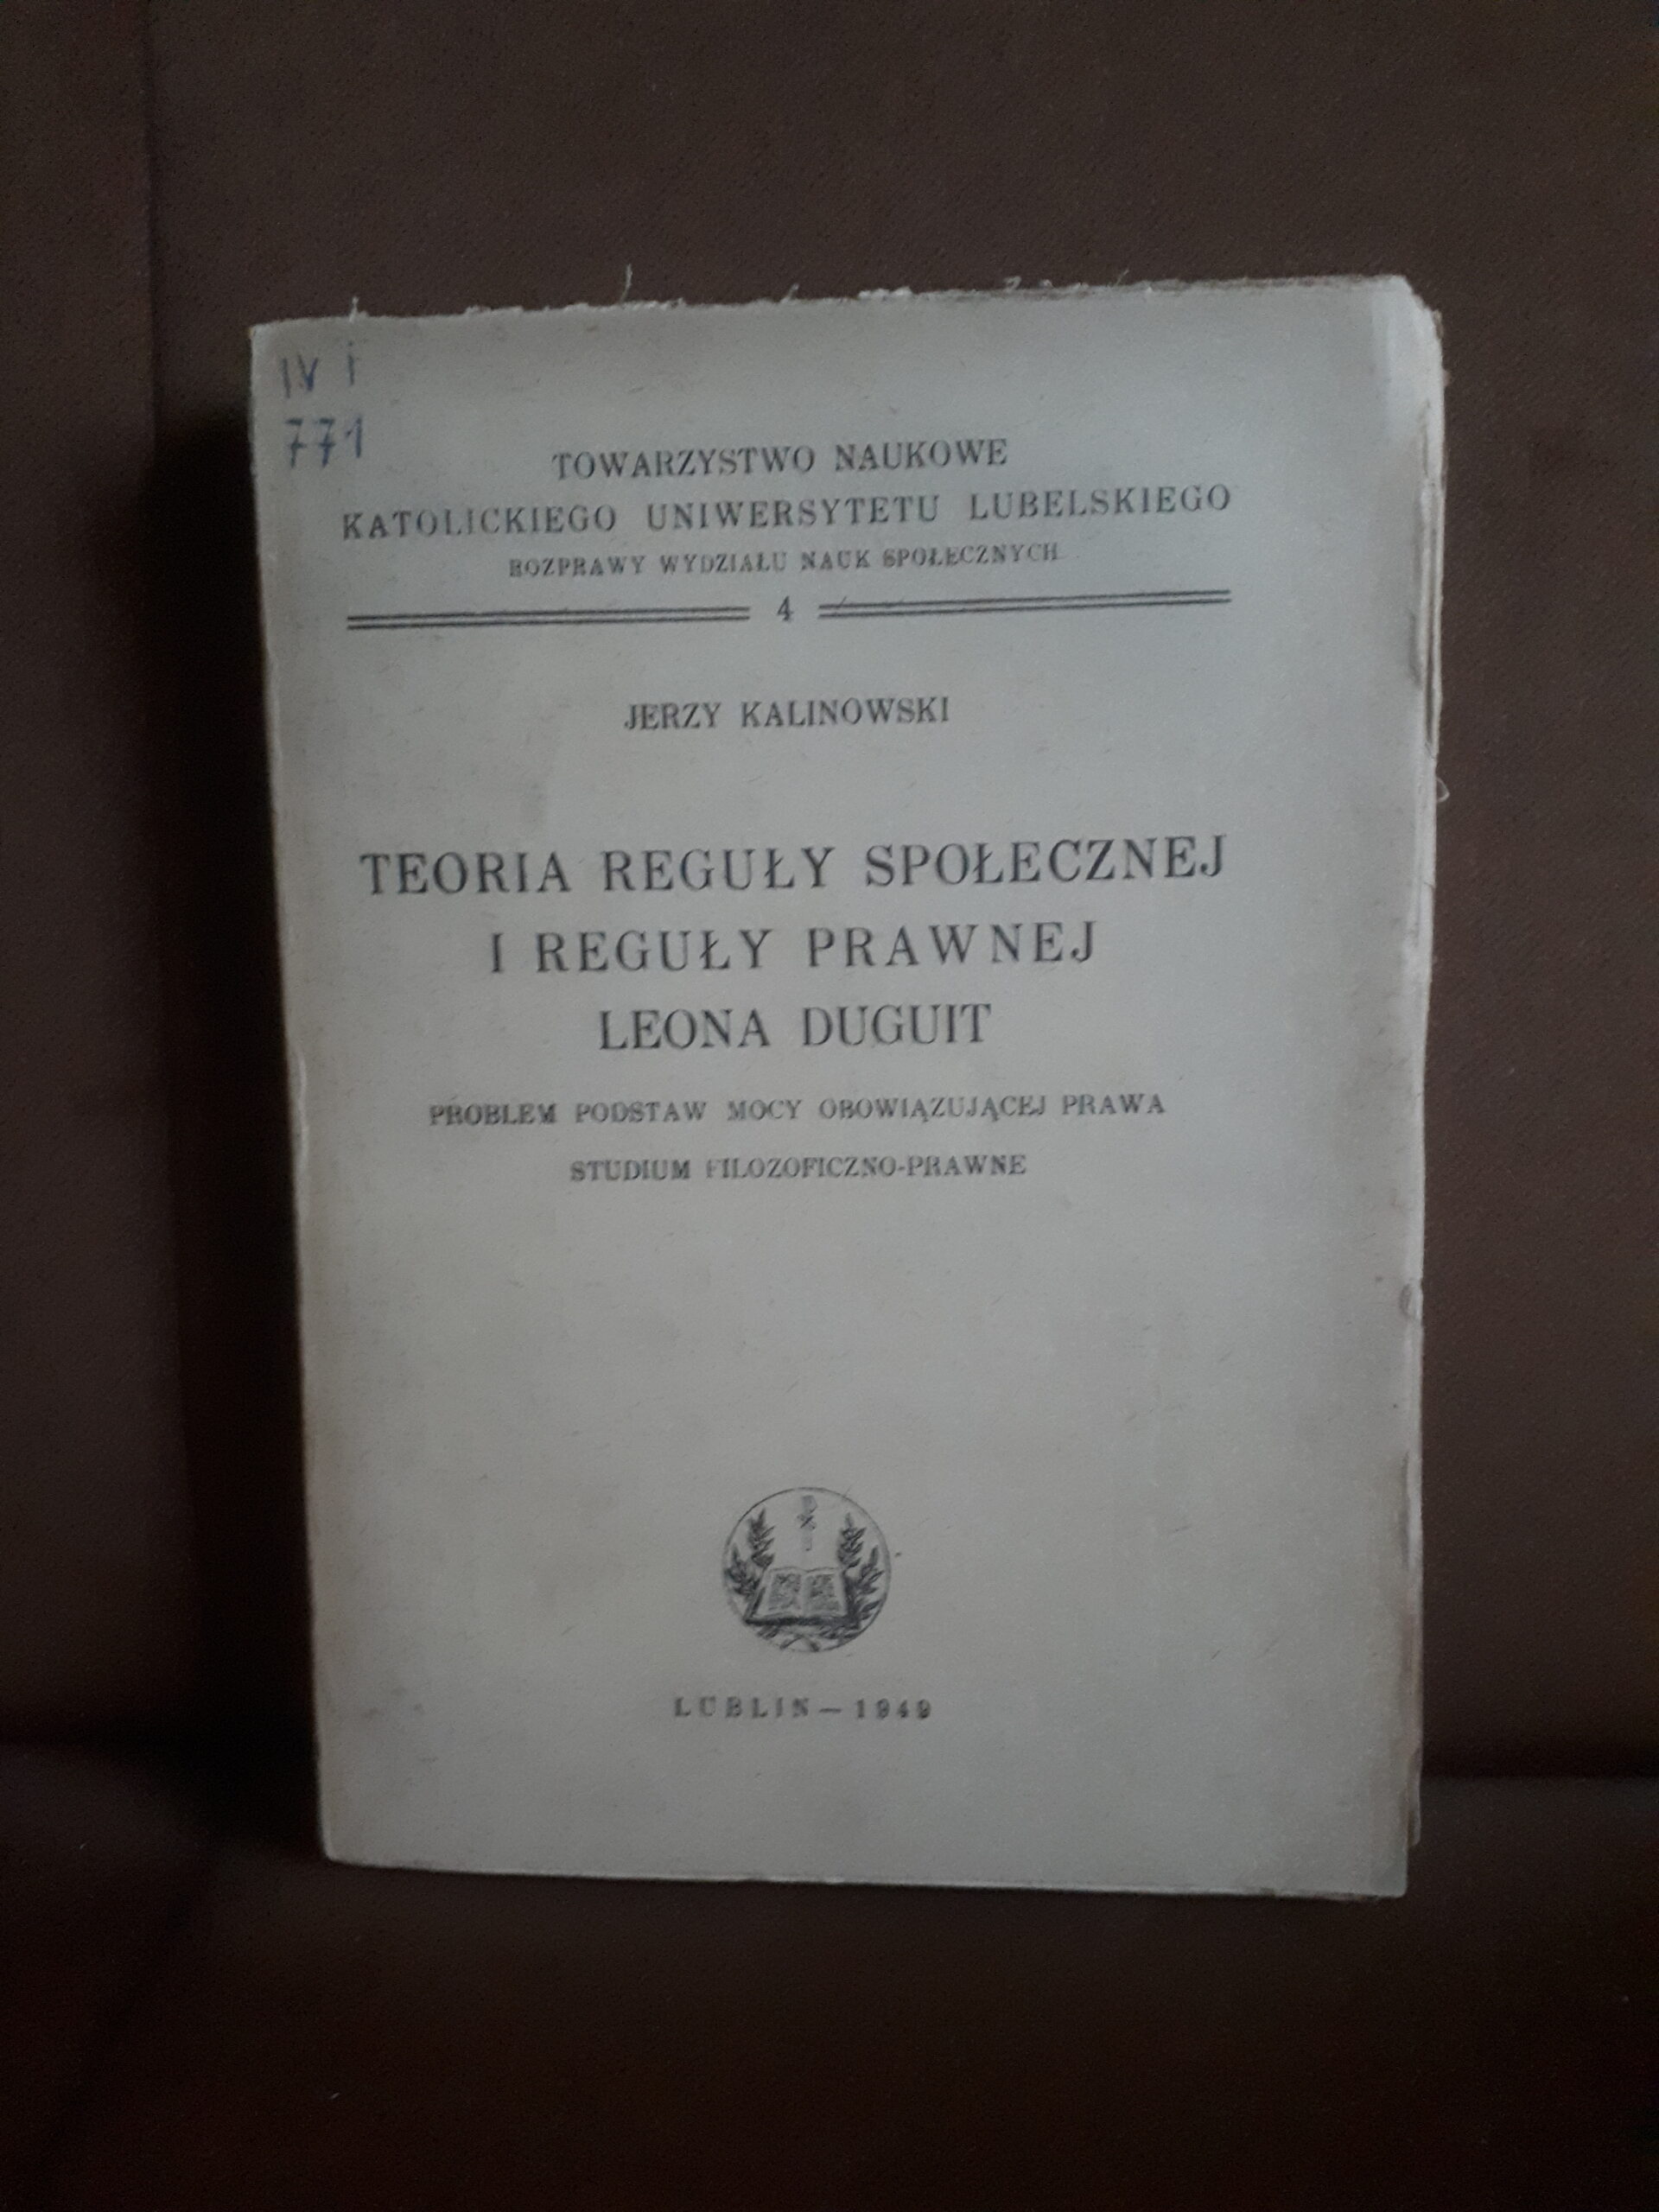 IV i
771
TOWARZYSTWO NAUKOWE
KATOLICKIEGO UNIWERSYTETU LUBELSKIEGO
ROZPRAWY WYDZIAŁU NAUK SPOŁECZNYCH
4
JERZY KALINOWSKI
TEORIA REGUŁY SPOŁECZNEJ
I REGUŁY PRAWNEJ
LEONA DUGUIT
PROBLEM PODSTAW MOCY OBOWIĄZUJĄCEJ PRAWA
STUDIUM FILOZOFICZNO-PRAWNE
LUBLIN — 1949